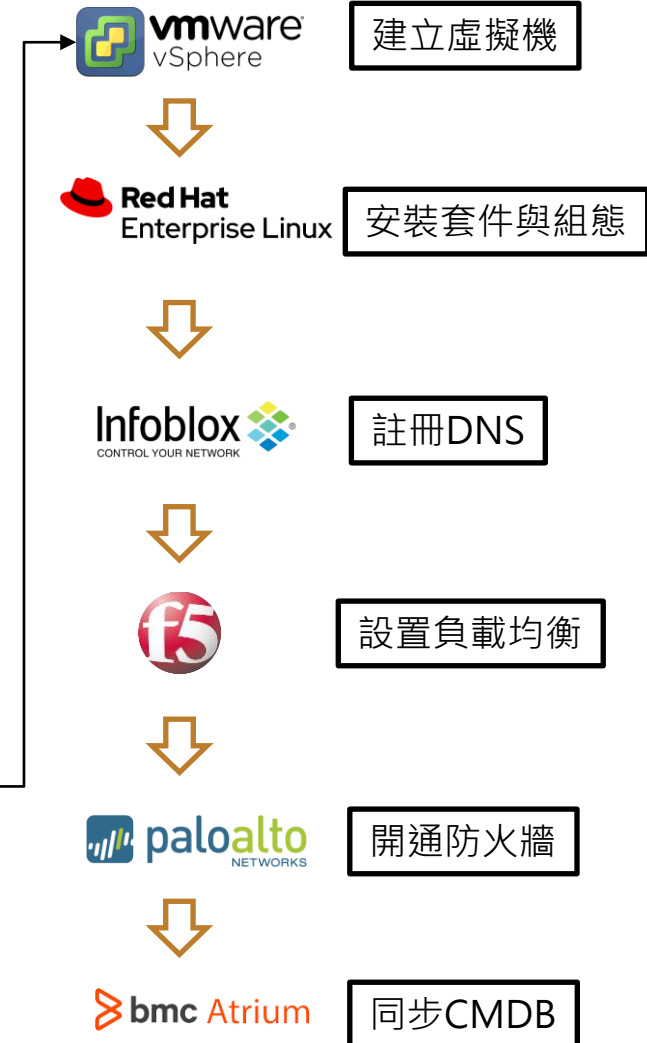 vmware
vSphere
建立虛擬機
Red Hat
Enterprise Linux
安裝套件與組態
Infoblox
CONTROL YOUR NETWORK
註冊DNS
f5
設置負載均衡
paloalto
NETWORKS
開通防火牆
bmc Atrium
同步CMDB